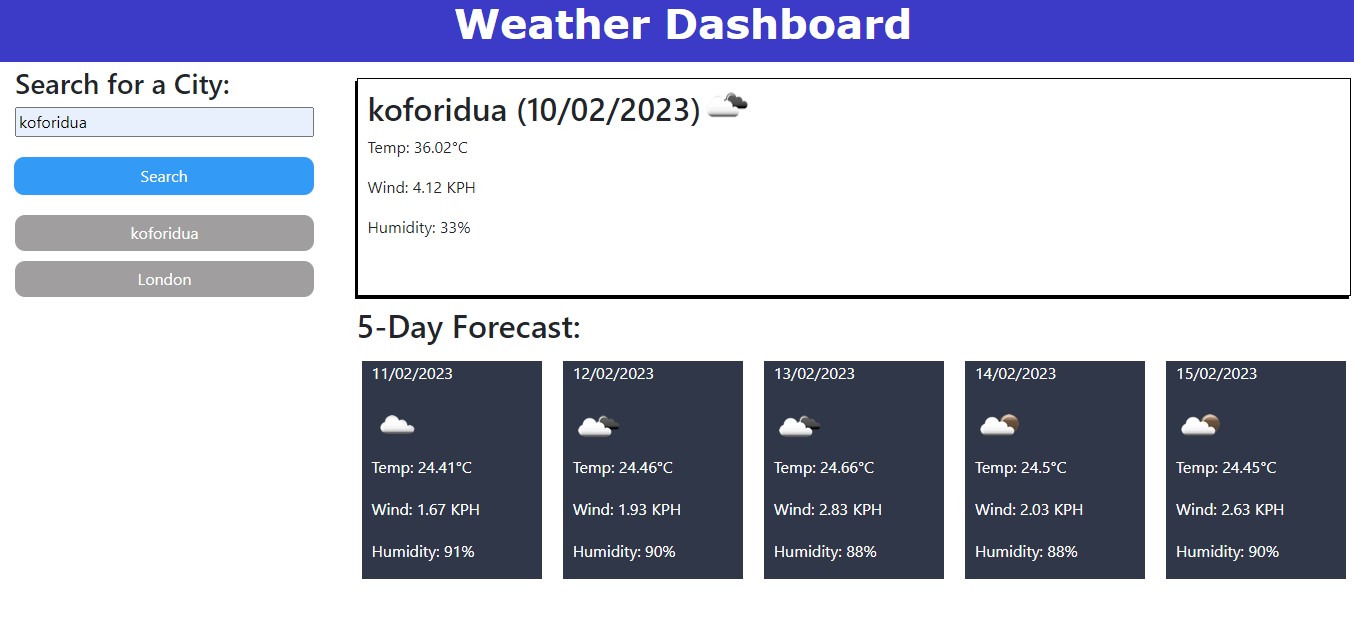 Weather Dashboard
Search for a City:
koforidua
Search
koforidua
London
koforidua (10/02/2023)
Temp: 36.02°C
Wind: 4.12 KPH
Humidity: 33%
5-Day Forecast:
11/02/2023
Temp: 24.41°C
Wind: 1.67 KPH
Humidity: 91%
12/02/2023
Temp: 24.46°C
Wind: 1.93 KPH
Humidity: 90%
13/02/2023
Temp: 24.66°C
Wind: 2.83 KPH
Humidity: 88%
14/02/2023
Temp: 24.5°C
Wind: 2.03 KPH
Humidity: 88%
15/02/2023
Temp: 24.45°C
Wind: 2.63 KPH
Humidity: 90%